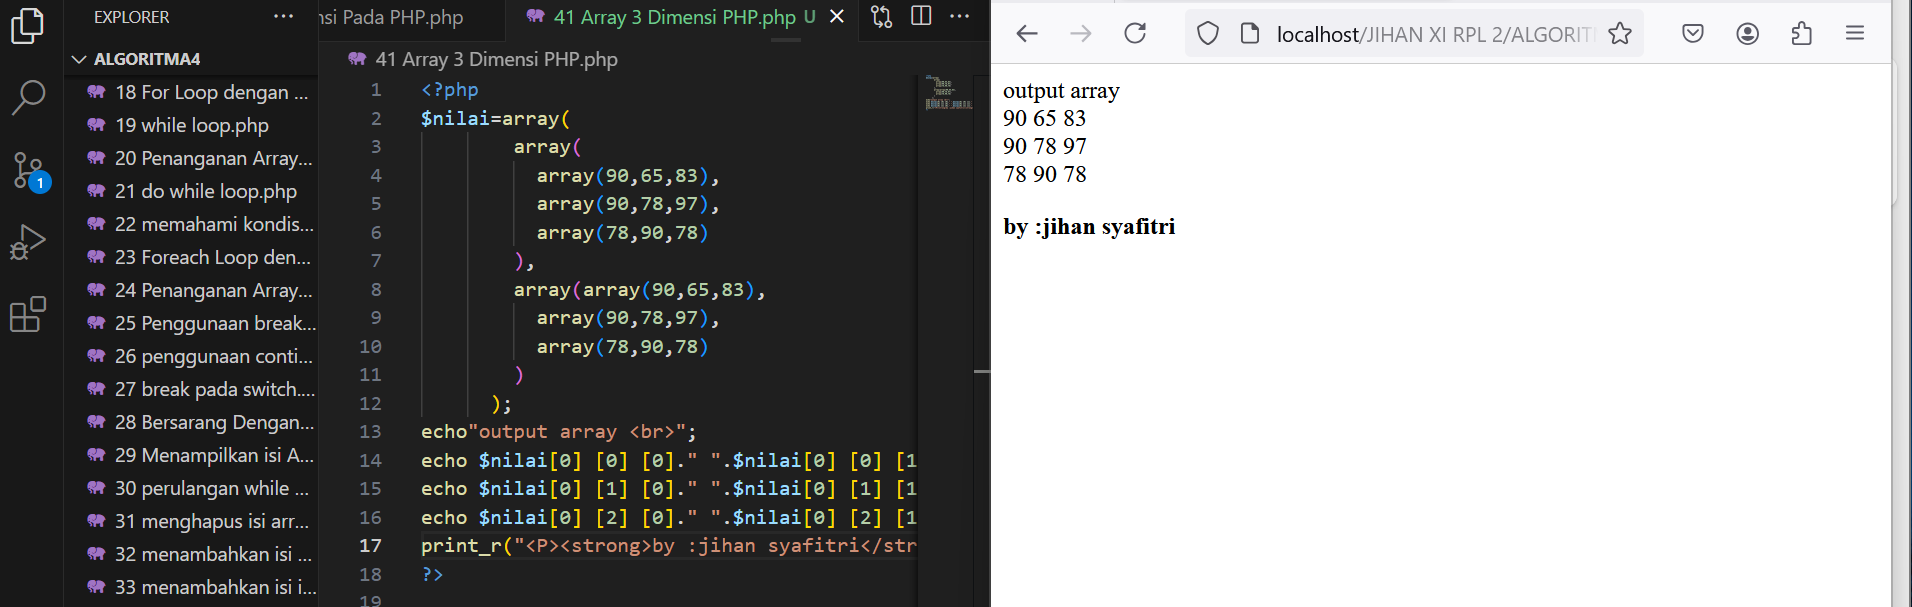 EXPLORER
ALGORITMA4
18 For Loop dengan ...
19 while loop.php
20 Penanganan Array...
21 do while loop.php
22 memahami kondis...
23 Foreach Loop den...
24 Penanganan Array...
25 Penggunaan break...
26 penggunaan conti...
27 break pada switch....
28 Bersarang Dengan...
29 Menampilkan isi A...
30 perulangan while ...
31 menghapus isi arr...
32 menambahkan isi ...
33 menambahkan isi i...
1
nsi Pada PHP.php
41 Array 3 Dimensi PHP.php U
41 Array 3 Dimensi PHP.php
1 <?php
2 $nilai=array(
3 array(
4 array(90,65,83),
5 array(90,78,97),
6 array(78,90,78)
7 ),
8 array(array(90,65,83),
9 array(90,78,97),
10 array(78,90,78)
11 )
12 );
13 echo"output array <br>";
14 echo $nilai[0] [0] [0]." ".$nilai[0] [0] [1
15 echo $nilai[0] [1] [0]." ".$nilai[0] [1] [1
16 echo $nilai[0] [2] [0]." ".$nilai[0] [2] [1
17 print_r("<P><strong>by :jihan syafitri</str
18 ?>
19
localhost/JIHAN XI RPL 2/ALGORIT
output array
90 65 83
90 78 97
78 90 78
by :jihan syafitri